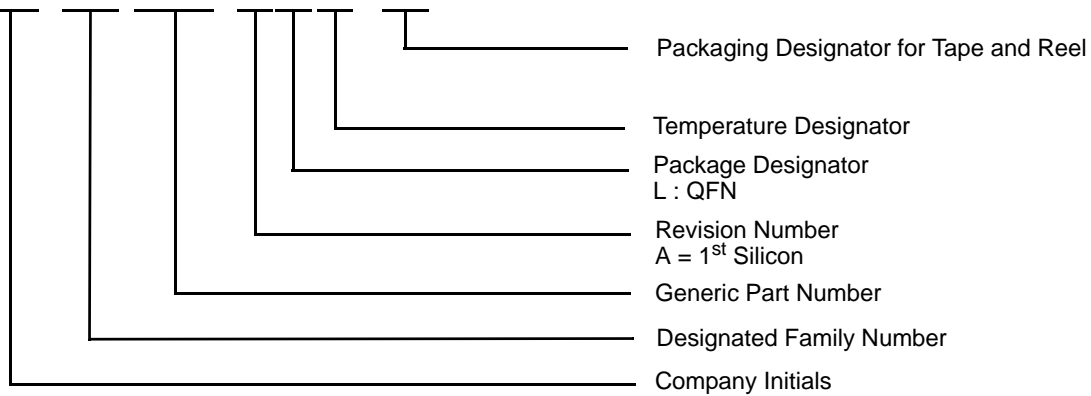 Packaging Designator for Tape and Reel
Temperature Designator
Package Designator
L : QFN
Revision Number
A = 1st Silicon
Generic Part Number
Designated Family Number
Company Initials